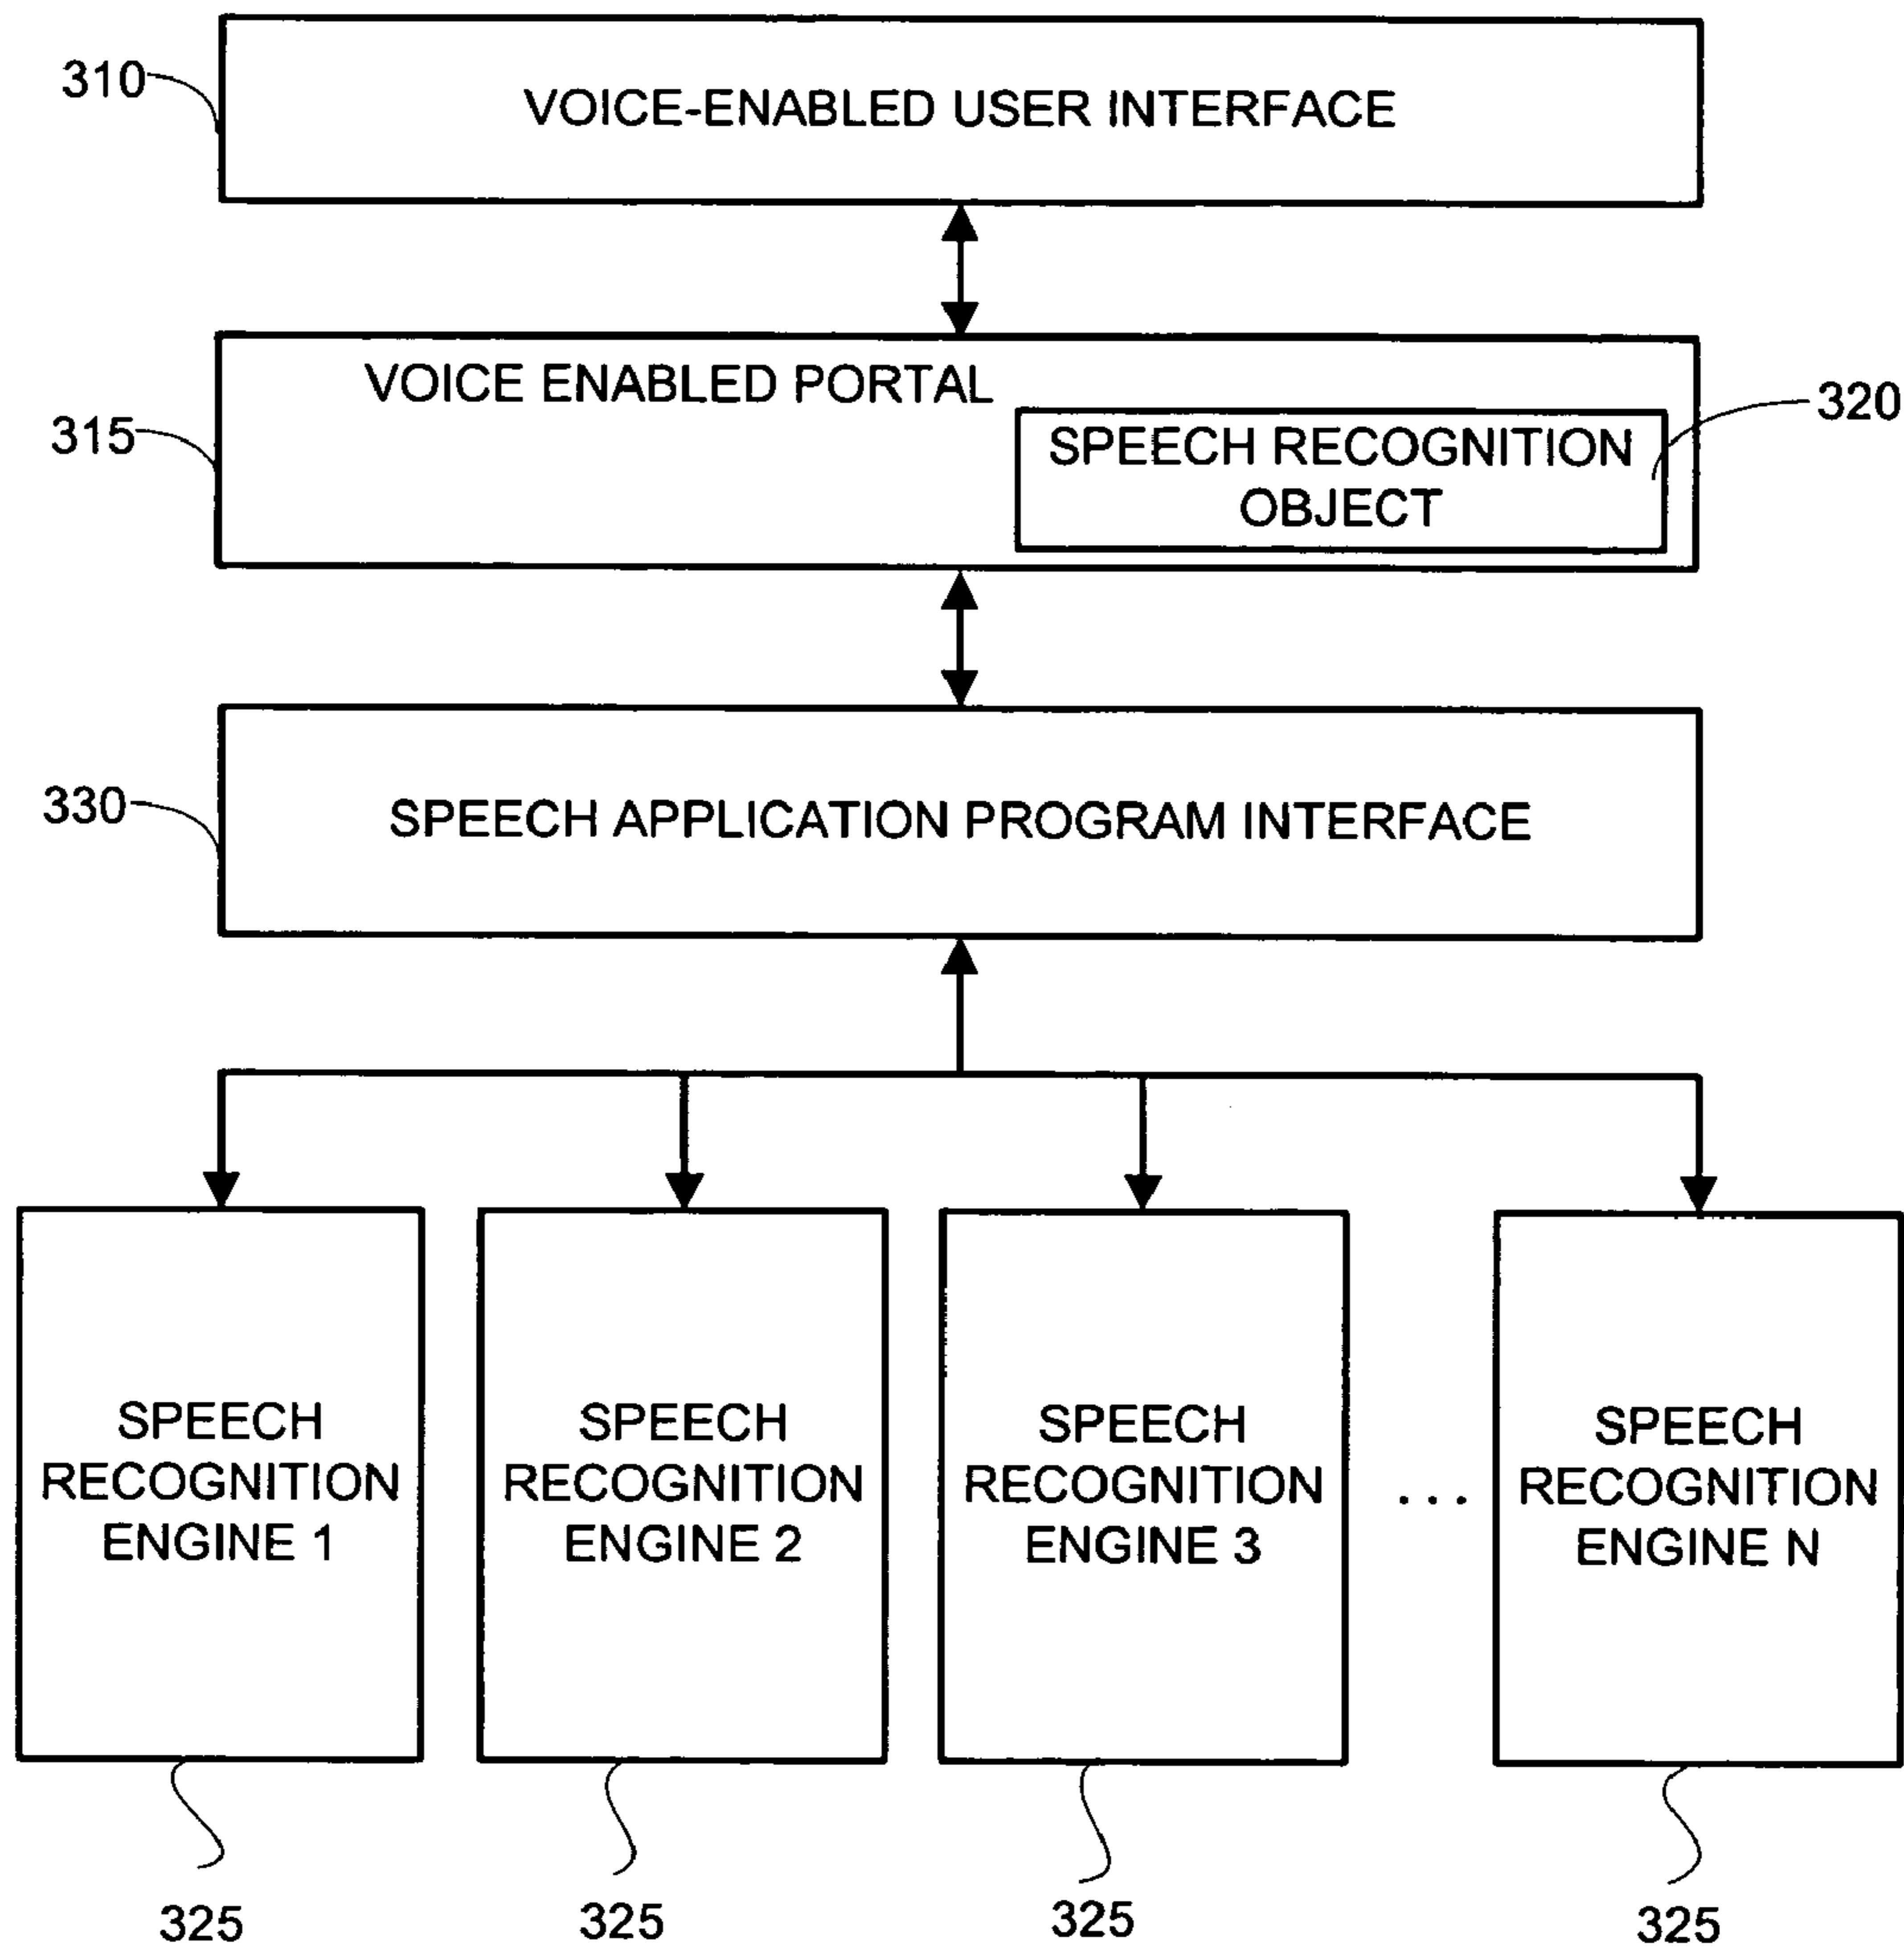 310
VOICE-ENABLED USER INTERFACE
VOICE ENABLED PORTAL
320
315
SPEECH RECOGNITION
OBJECT
330
SPEECH APPLICATION PROGRAM INTERFACE
SPEECH
RECOGNITION
ENGINE 1
SPEECH
RECOGNITION
ENGINE 2
SPEECH
RECOGNITION
ENGINE 3
...
SPEECH
RECOGNITION
ENGINE N
325
325
325
325